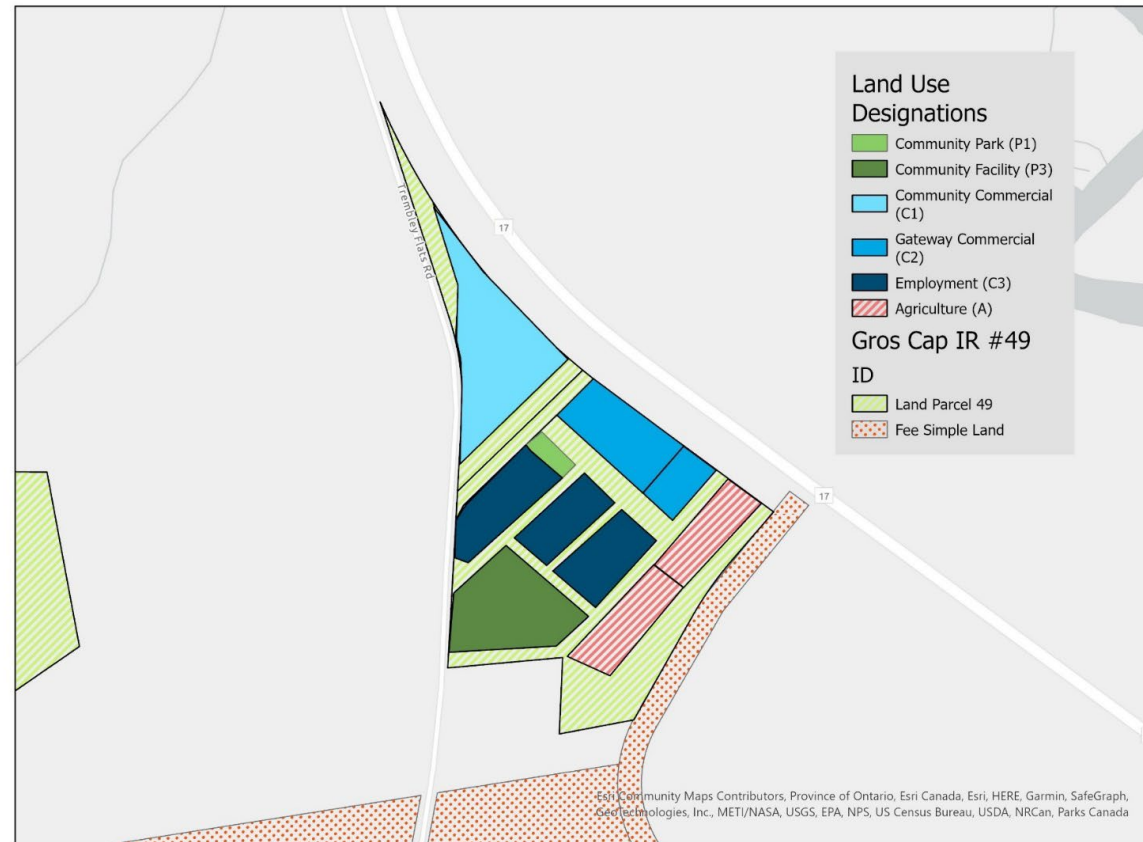 Land Use
Designations
Community Park (P1)
Community Facility (P3)
Community Commercial
(C1)
Gateway Commercial
(C2)
Employment (C3)
Agriculture (A)
Gros Cap IR #49
ID
Land Parcel 49
Fee Simple Land
Trembley Flats Rd
17
17
Esri Community Maps Contributors, Province of Ontario, Esri Canada, Esri, HERE, Garmin, SafeGraph,
GeoTechnologies, Inc., METI/NASA, USGS, EPA, NPS, US Census Bureau, USDA, NRCan, Parks Canada